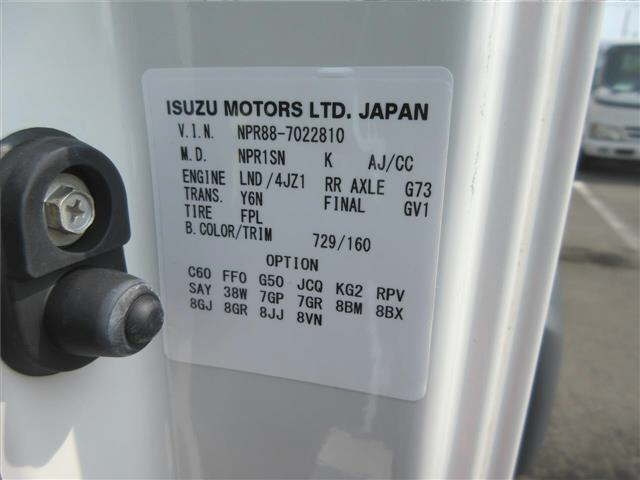 ISUZU MOTORS LTD. JAPAN
V.I.N. NPR88-7022810
M.D. NPR1SN K AJ/CC
ENGINE LND/4JZ1 RR AXLE G73
TRANS. Y6N FINAL GV1
TIRE FPL
B.COLOR/TRIM 729/160
OPTION
C60 FF0 G50 JCQ KG2 RPV
SAY 38W 7GP 7GR 8BM 8BX
8GJ 8GR 8JJ 8VN